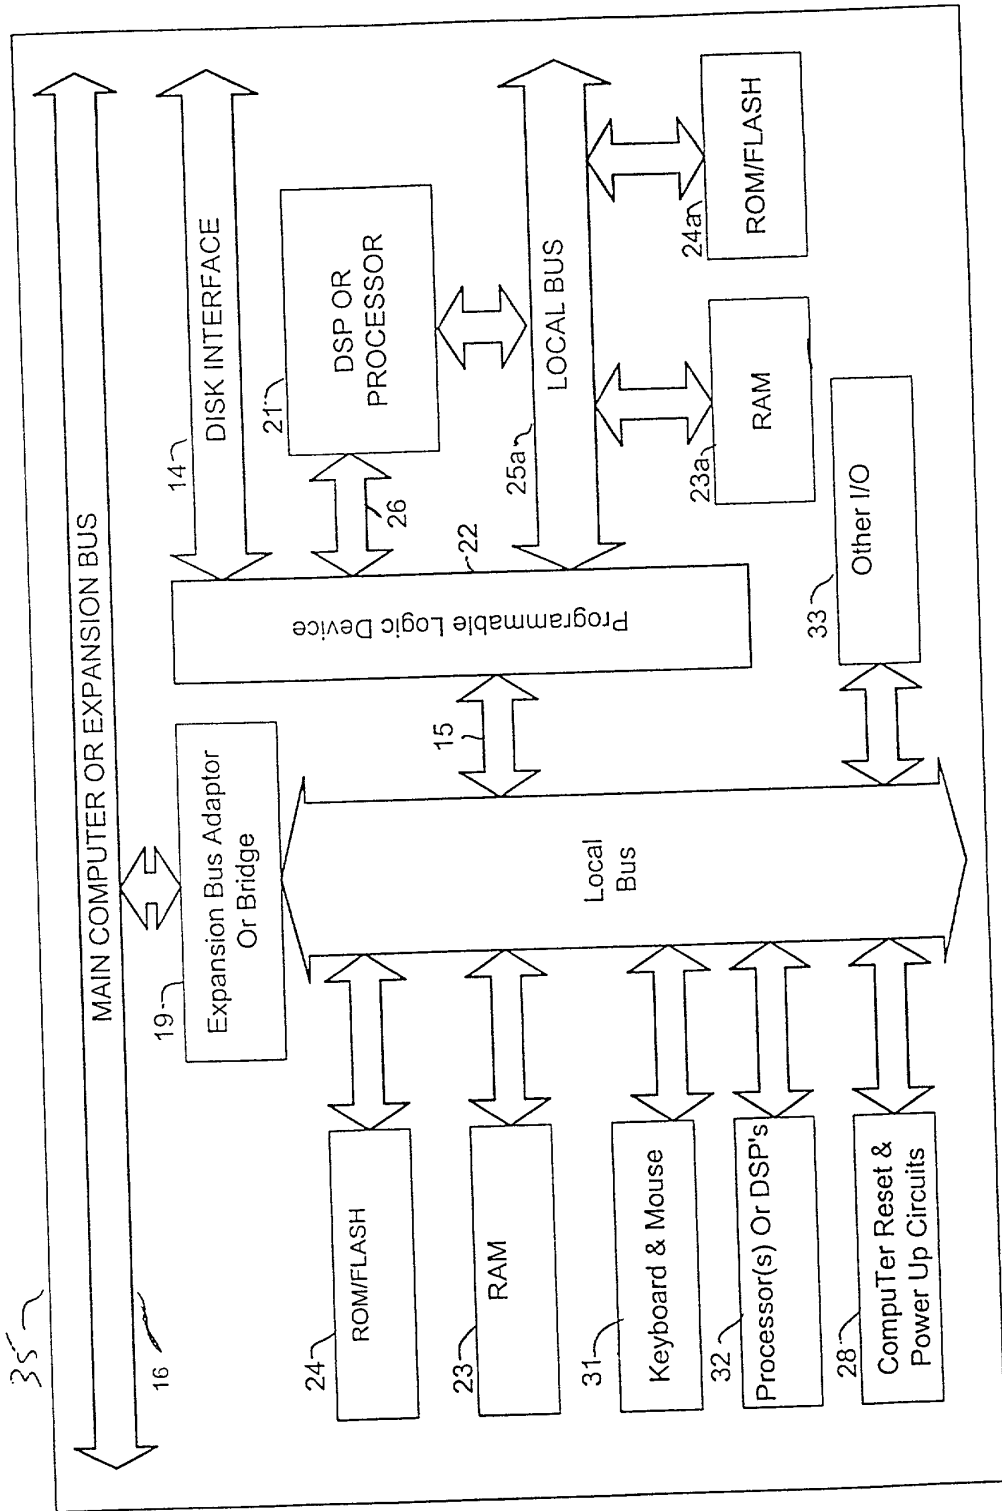 35
MAIN COMPUTER OR EXPANSION BUS
16
14
DISK INTERFACE
19
Expansion Bus Adaptor
Or Bridge
21
DSP OR
PROCESSOR
26
22
Programmable Logic Device
25a
LOCAL BUS
15
24
ROM/FLASH
23
RAM
Local
Bus
23a
RAM
24a
ROM/FLASH
31
Keyboard & Mouse
32
Processor(s) Or DSP's
28
CompuTer Reset &
Power Up Circuits
33
Other I/O